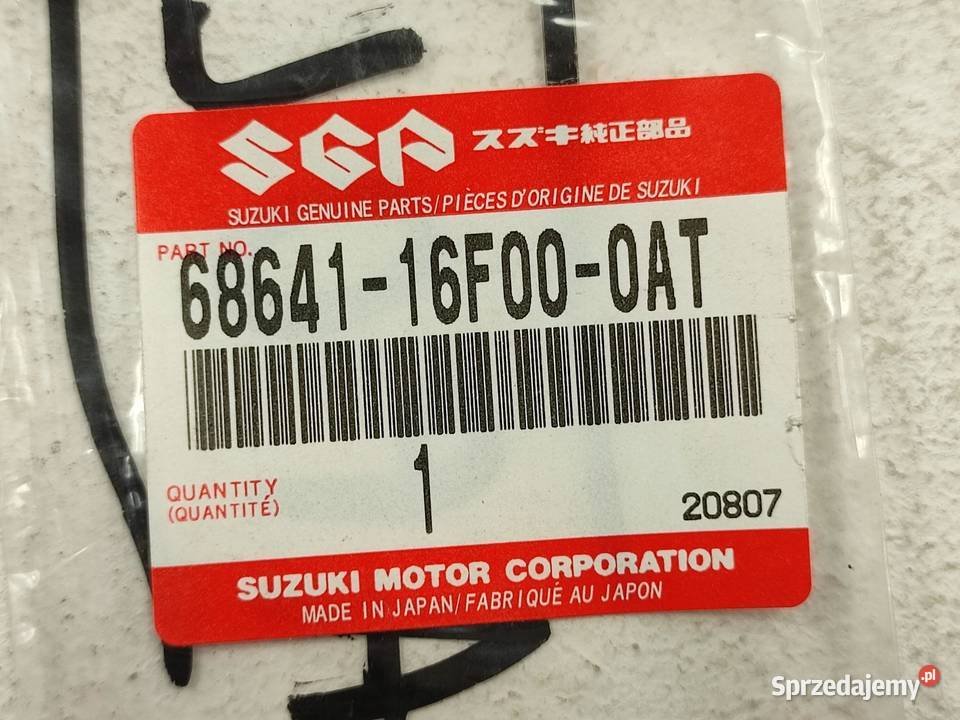 SGP スズキ純正部品
SUZUKI GENUINE PARTS/PIÈCES D'ORIGINE DE SUZUKI
PART NO.
68641-16F00-0AT
QUANTITY 1
(QUANTITÉ) 20807
SUZUKI MOTOR CORPORATION
MADE IN JAPAN/FABRIQUÉ AU JAPON
Sprzedajemy.pl